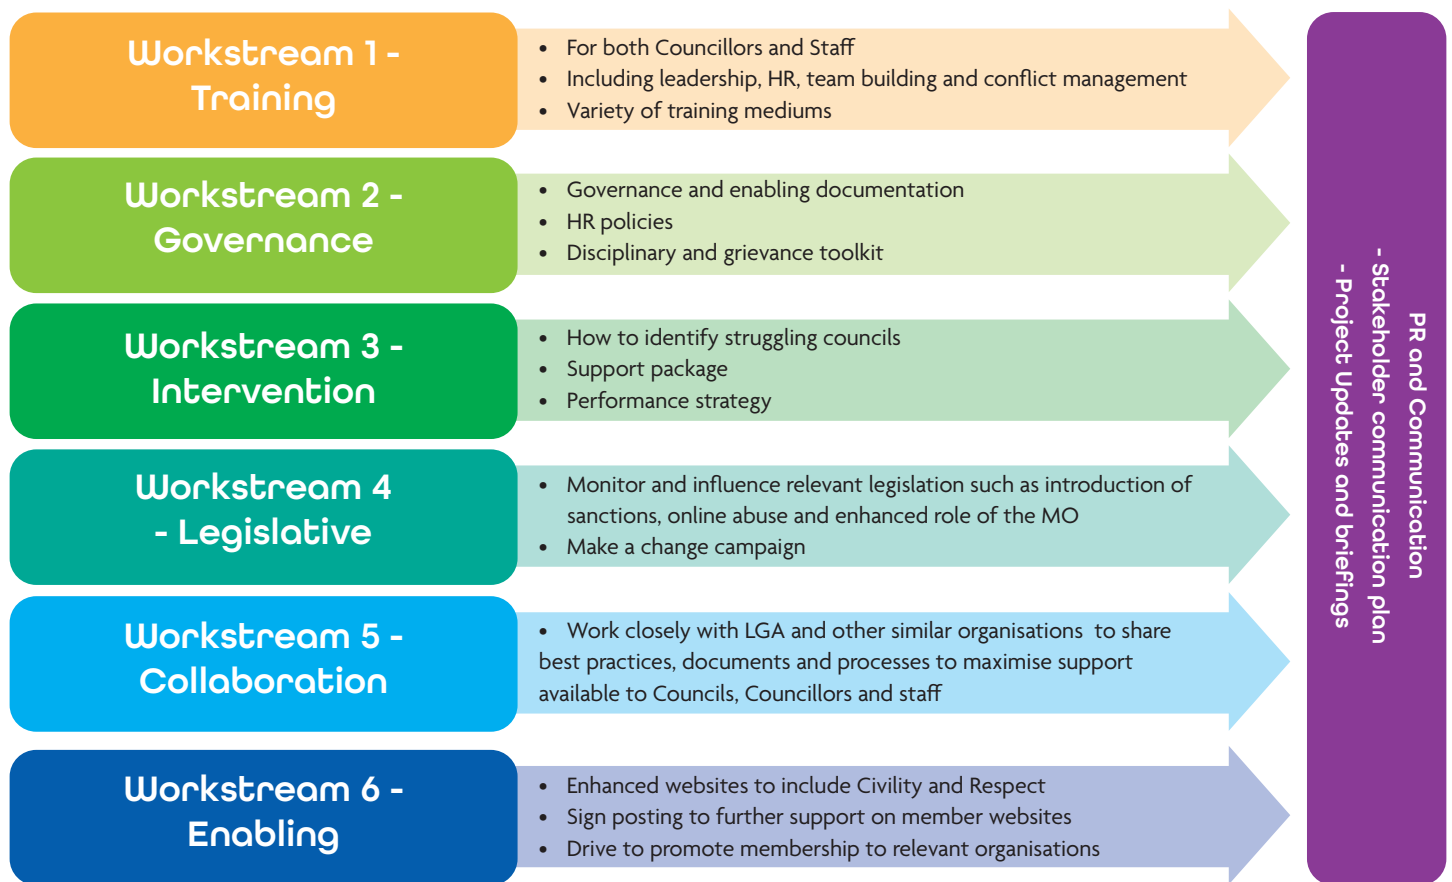 Workstream 1 -
Training
• For both Councillors and Staff
• Including leadership, HR, team building and conflict management
• Variety of training mediums
Workstream 2 -
Governance
• Governance and enabling documentation
• HR policies
• Disciplinary and grievance toolkit
Workstream 3 -
Intervention
• How to identify struggling councils
• Support package
• Performance strategy
Workstream 4
- Legislative
• Monitor and influence relevant legislation such as introduction of
sanctions, online abuse and enhanced role of the MO
• Make a change campaign
Workstream 5 -
Collaboration
• Work closely with LGA and other similar organisations to share
best practices, documents and processes to maximise support
available to Councils, Councillors and staff
Workstream 6 -
Enabling
• Enhanced websites to include Civility and Respect
• Sign posting to further support on member websites
• Drive to promote membership to relevant organisations
PR and Communication
- Stakeholder communication plan
- Project Updates and briefings